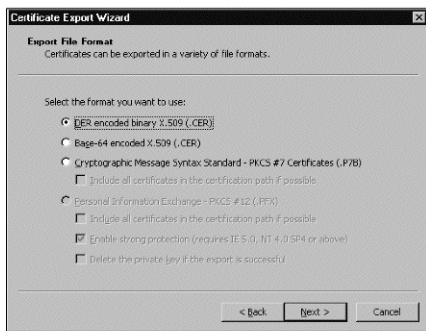 Certificate Export Wizard
Export File Format
Certificates can be exported in a variety of file formats.
Select the format you want to use:
DER encoded binary X.509 (.CER)
Base-64 encoded X.509 (.CER)
Cryptographic Message Syntax Standard - PKCS #7 Certificates (.P7B)
Include all certificates in the certification path if possible
Personal Information Exchange - PKCS #12 (.PFX)
Include all certificates in the certification path if possible
Enable strong protection (requires IE 5.0, NT 4.0 SP4 or above)
Delete the private key if the export is successful
< Back Next > Cancel